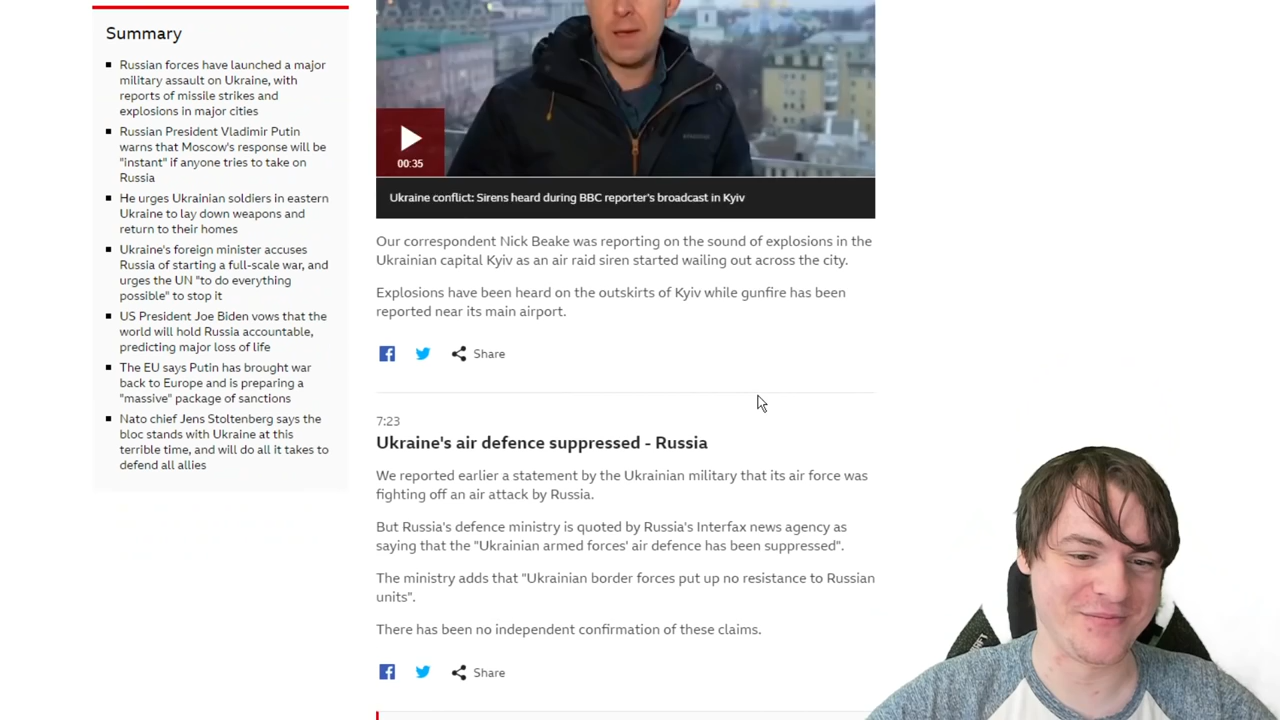 Summary
Russian forces have launched a major
military assault on Ukraine, with
reports of missile strikes and
explosions in major cities
Russian President Vladimir Putin
warns that Moscow's response will be
"instant" if anyone tries to take on
Russia
He urges Ukrainian soldiers in eastern
Ukraine to lay down weapons and
return to their homes
Ukraine's foreign minister accuses
Russia of starting a full-scale war, and
urges the UN "to do everything
possible" to stop it
US President Joe Biden vows that the
world will hold Russia accountable,
predicting major loss of life
The EU says Putin has brought war
back to Europe and is preparing a
"massive" package of sanctions
Nato chief Jens Stoltenberg says the
bloc stands with Ukraine at this
terrible time, and will do all it takes to
defend all allies
00:35
Ukraine conflict: Sirens heard during BBC reporter's broadcast in Kyiv
Our correspondent Nick Beake was reporting on the sound of explosions in the
Ukrainian capital Kyiv as an air raid siren started wailing out across the city.
Explosions have been heard on the outskirts of Kyiv while gunfire has been
reported near its main airport.
Share
7:23
Ukraine's air defence suppressed - Russia
We reported earlier a statement by the Ukrainian military that its air force was
fighting off an air attack by Russia.
But Russia's defence ministry is quoted by Russia's Interfax news agency as
saying that the "Ukrainian armed forces' air defence has been suppressed".
The ministry adds that "Ukrainian border forces put up no resistance to Russian
units".
There has been no independent confirmation of these claims.
Share